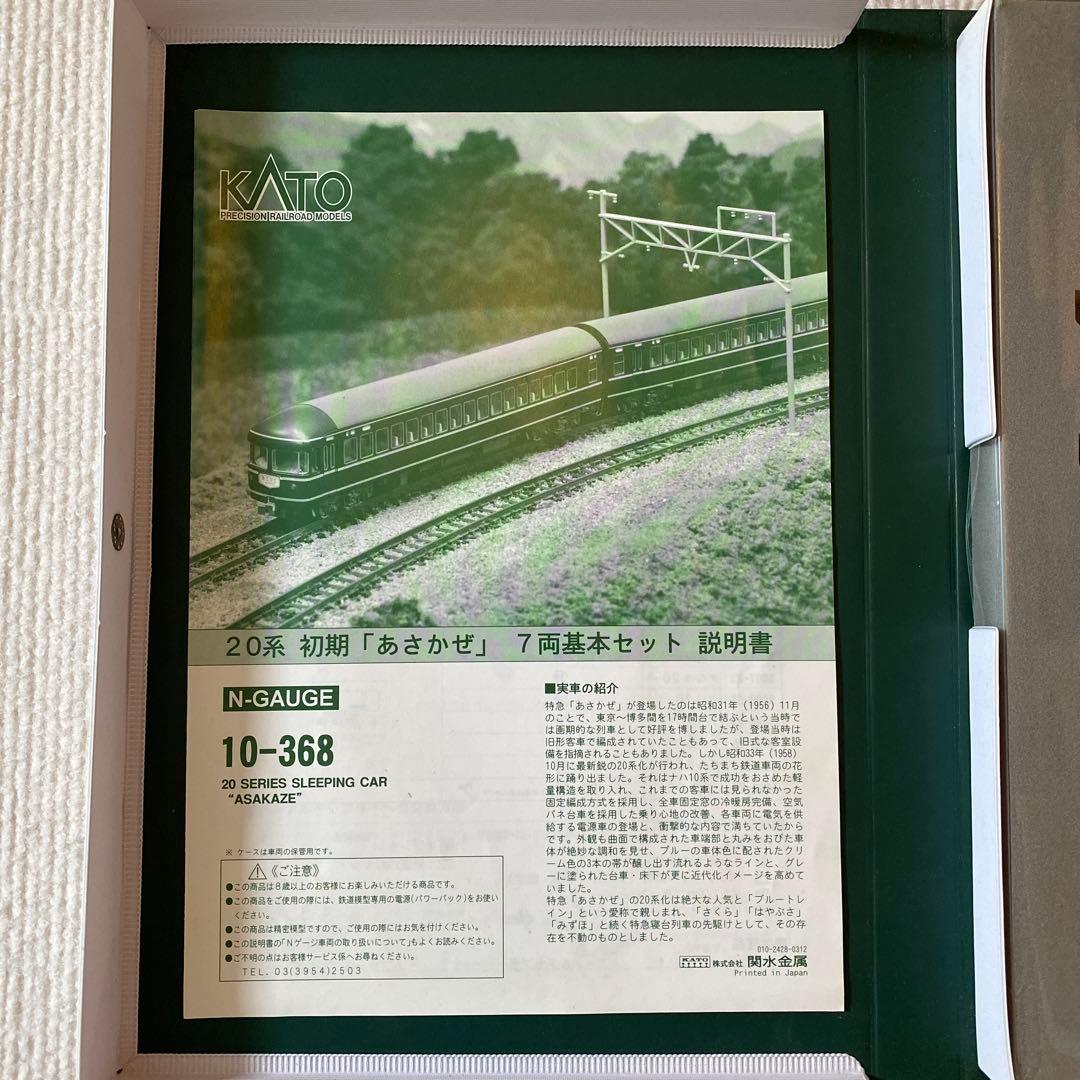 KATO
PRECISION RAILROAD MODELS
20系 初期「あさかぜ」 7両基本セット 説明書
N-GAUGE
10-368
20 SERIES SLEEPING CAR
"ASAKAZE"
※ ケースは車両の保管用です。
《ご注意》
●この商品は8歳以上のお客様にお楽しみいただける商品です。
●この商品をご使用の際には、鉄道模型専用の電源(パワーパック)をお使い
ください。
●この商品は精密模型ですので、ご使用の際にはお気を付けください。
●この説明書の「Nゲージ車両の取り扱いについて」もよくお読みください。
●ご不明の点はお客様サービス係へお尋ねください。
TEL. 03(3954)2503
■実車の紹介
特急「あさかぜ」が登場したのは昭和31年(1956)11月
のことで、東京〜博多間を17時間台で結ぶという当時で
は画期的な列車として好評を博しましたが、登場当時は
旧形客車で編成されていたこともあって、旧式な客室設
備を指摘されることもありました。しかし昭和33年(1958)
10月に最新鋭の20系化が行われ、たちまち鉄道車両の花
形に踊り出ました。それはナハ10系で成功をおさめた軽
量構造を取り入れ、これまでの客車には見られなかった
固定編成方式を採用し、全車固定窓の冷暖房完備、空気
バネ台車を採用した乗り心地の改善、各車両に電気を供
給する電源車の登場と、衝撃的な内容で満ちていたから
です。外観も曲面で構成された車端部と丸みをおびた車
体が絶妙な調和を見せ、ブルーの車体色に配されたクリ
ーム色の3本の帯が醸し出す流れるようなラインと、グレ
ーに塗られた台車・床下が更に近代化イメージを高めて
いました。
特急「あさかぜ」の20系化は絶大な人気と「ブルートレ
イン」という愛称で親しまれ、「さくら」「はやぶさ」
「みずほ」と続く特急寝台列車の先駆けとして、その存
在を不動のものとしました。
010-2428-0312
KATO 株式会社 関水金属
Printed in Japan